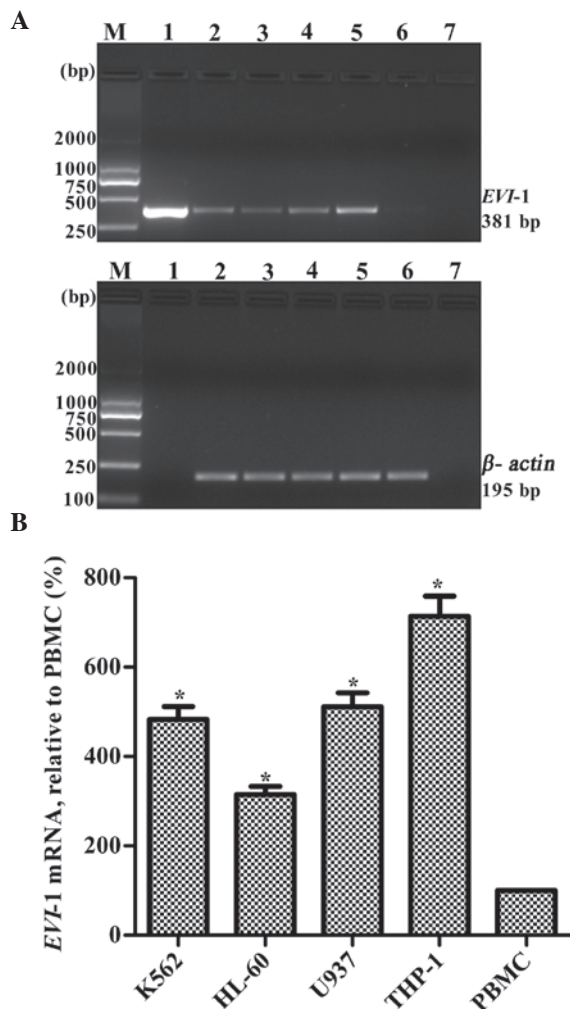 A
M 1 2 3 4 5 6 7
(bp)
2000
1000
750
500
250
EVI-1
381 bp
M 1 2 3 4 5 6 7
(bp)
2000
1000
750
500
250
100
β- actin
195 bp
B
EVI-1 mRNA, relative to PBMC (%)
800
600
400
200
0
* * * *
K562 HL-60 U937 THP-1 PBMC